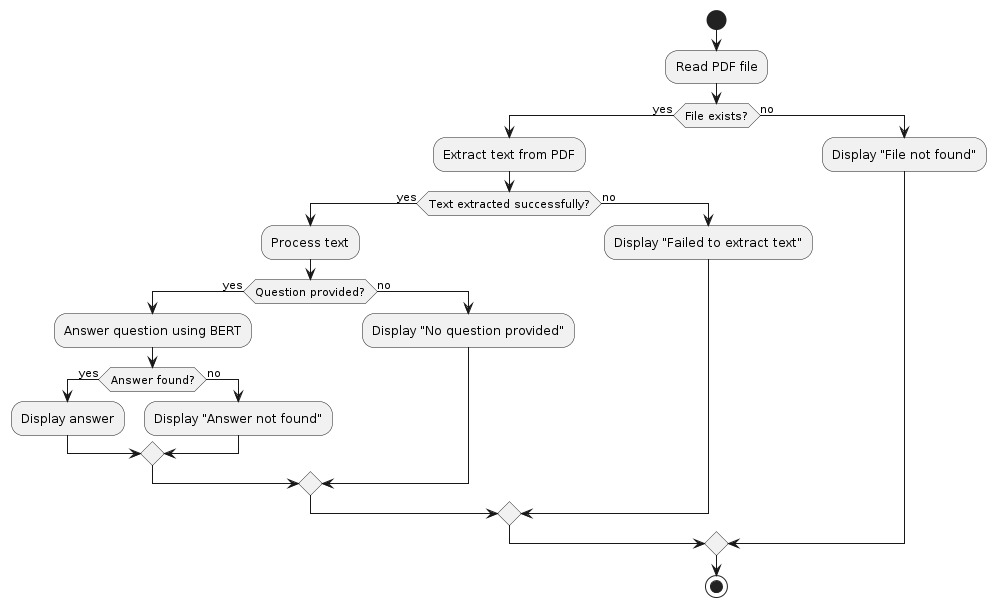 Read PDF file
yes
File exists?
no
Extract text from PDF
Display "File not found"
yes
Text extracted successfully?
no
Process text
Display "Failed to extract text"
yes
Question provided?
no
Answer question using BERT
Display "No question provided"
yes
Answer found?
no
Display answer
Display "Answer not found"